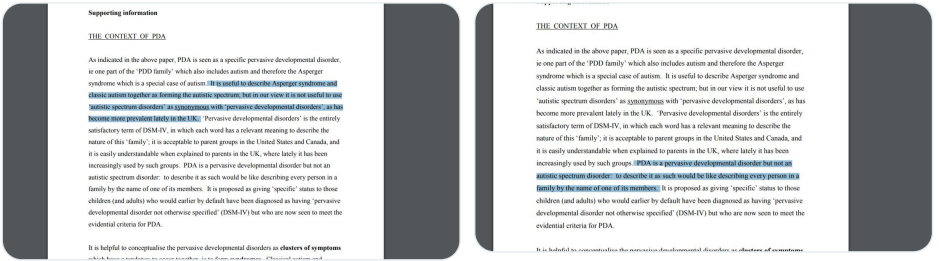 Supporting information
THE CONTEXT OF PDA
As indicated in the above paper, PDA is seen as a specific pervasive developmental disorder,
ie one part of the 'PDD family' which also includes autism and therefore the Asperger
syndrome which is a special case of autism. It is useful to describe Asperger syndrome and
classic autism together as forming the autistic spectrum; but in our view it is not useful to use
'autistic spectrum disorders' as synonymous with 'pervasive developmental disorders', as has
become more prevalent lately in the UK. 'Pervasive developmental disorders' is the entirely
satisfactory term of DSM-IV, in which each word has a relevant meaning to describe the
nature of this 'family'; it is acceptable to parent groups in the United States and Canada, and
it is easily understandable when explained to parents in the UK, where lately it has been
increasingly used by such groups. PDA is a pervasive developmental disorder but not an
autistic spectrum disorder: to describe it as such would be like describing every person in a
family by the name of one of its members. It is proposed as giving 'specific' status to those
children (and adults) who would earlier by default have been diagnosed as having 'pervasive
developmental disorder not otherwise specified' (DSM-IV) but who are now seen to meet the
evidential criteria for PDA.
It is helpful to conceptualise the pervasive developmental disorders as clusters of symptoms
THE CONTEXT OF PDA
As indicated in the above paper, PDA is seen as a specific pervasive developmental disorder,
ie one part of the 'PDD family' which also includes autism and therefore the Asperger
syndrome which is a special case of autism. It is useful to describe Asperger syndrome and
classic autism together as forming the autistic spectrum; but in our view it is not useful to use
'autistic spectrum disorders' as synonymous with 'pervasive developmental disorders', as has
become more prevalent lately in the UK. 'Pervasive developmental disorders' is the entirely
satisfactory term of DSM-IV, in which each word has a relevant meaning to describe the
nature of this 'family'; it is acceptable to parent groups in the United States and Canada, and
it is easily understandable when explained to parents in the UK, where lately it has been
increasingly used by such groups. PDA is a pervasive developmental disorder but not an
autistic spectrum disorder: to describe it as such would be like describing every person in a
family by the name of one of its members. It is proposed as giving 'specific' status to those
children (and adults) who would earlier by default have been diagnosed as having 'pervasive
developmental disorder not otherwise specified' (DSM-IV) but who are now seen to meet the
evidential criteria for PDA.
It is helpful to conceptualise the pervasive developmental disorders as clusters of symptoms